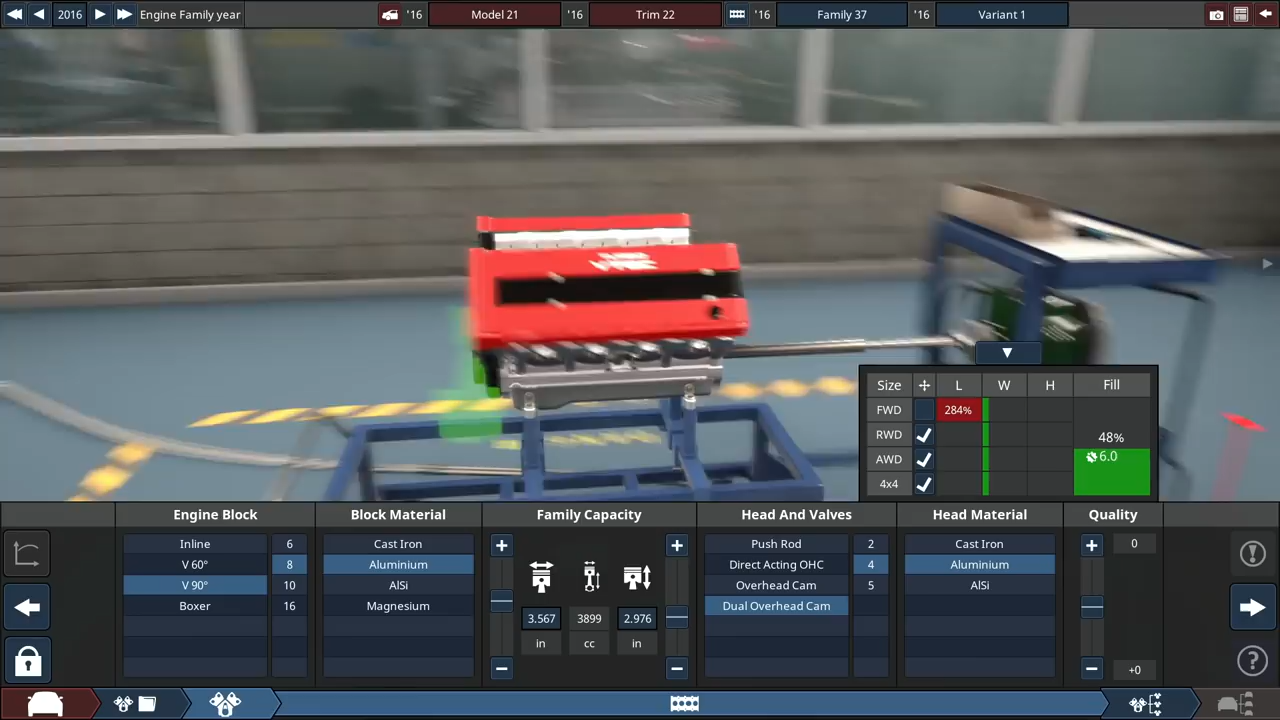 2016 Engine Family year '16 Model 21 '16 Trim 22 '16 Family 37 '16 Variant 1
Size L W H Fill
FWD 284%
RWD 48%
AWD 6.0
4x4
Engine Block Block Material Family Capacity Head And Valves Head Material Quality
Inline 6 Cast Iron Push Rod 2 Cast Iron 0
V 60° 8 Aluminium Direct Acting OHC 4 Aluminium
V 90° 10 AlSi Overhead Cam 5 AlSi
Boxer 16 Magnesium Dual Overhead Cam
3.567 3899 2.976
in cc in
+0